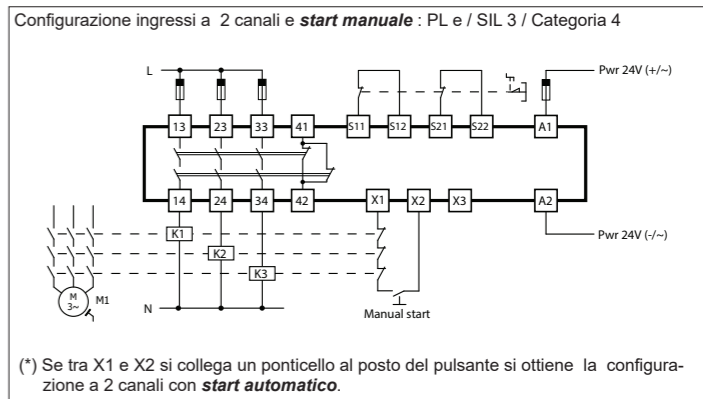 Configurazione ingressi a 2 canali e start manuale : PL e / SIL 3 / Categoria 4
L
Pwr 24V (+/~)
13 23 33 41 S11 S12 S21 S22 A1
14 24 34 42 X1 X2 X3 A2
K1
Pwr 24V (-/~)
K2
K3
M 3~
M1
N
Manual start
(*) Se tra X1 e X2 si collega un ponticello al posto del pulsante si ottiene la configura-
zione a 2 canali con start automatico.